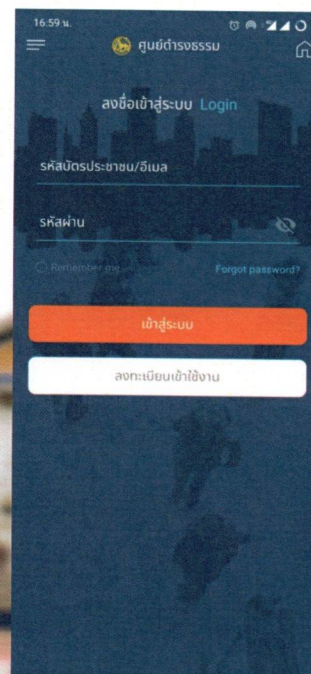 16:59 น.
ศูนย์ดำรงธรรม
ลงชื่อเข้าสู่ระบบ Login
รหัสบัตรประชาชน/อีเมล
รหัสผ่าน
Remember me
Forgot password?
เข้าสู่ระบบ
ลงทะเบียนเข้าใช้งาน